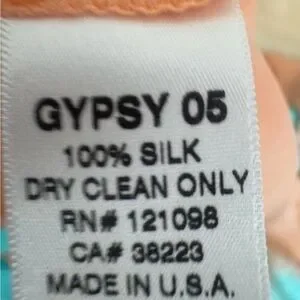 GYPSY 05
100% SILK
DRY CLEAN ONLY
RN# 121098
CA# 38223
MADE IN U.S.A.